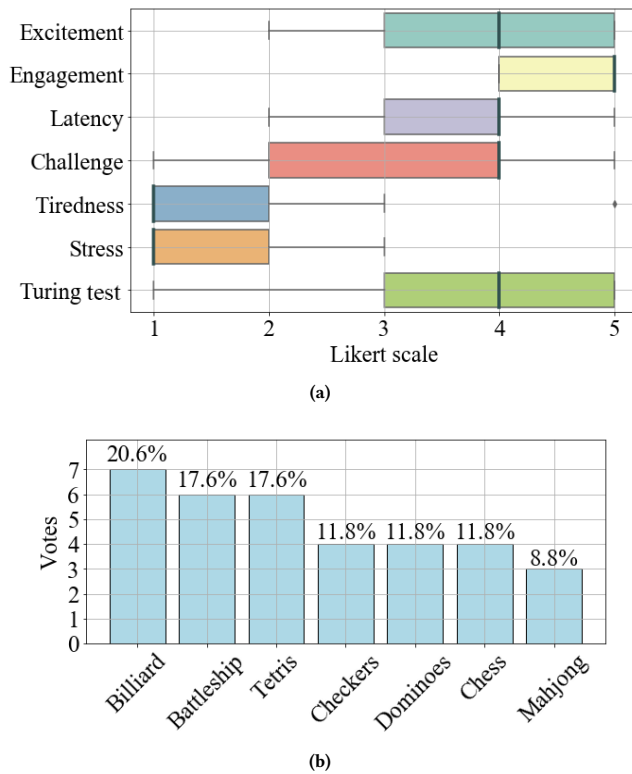 Excitement
Engagement
Latency
Challenge
Tiredness
Stress
Turing test
1 2 3 4 5
Likert scale
(a)
20.6%
17.6% 17.6%
11.8% 11.8% 11.8%
8.8%
Votes
7
6
5
4
3
2
1
0
Billiard Battleship Tetris Checkers Dominoes Chess Mahjong
(b)